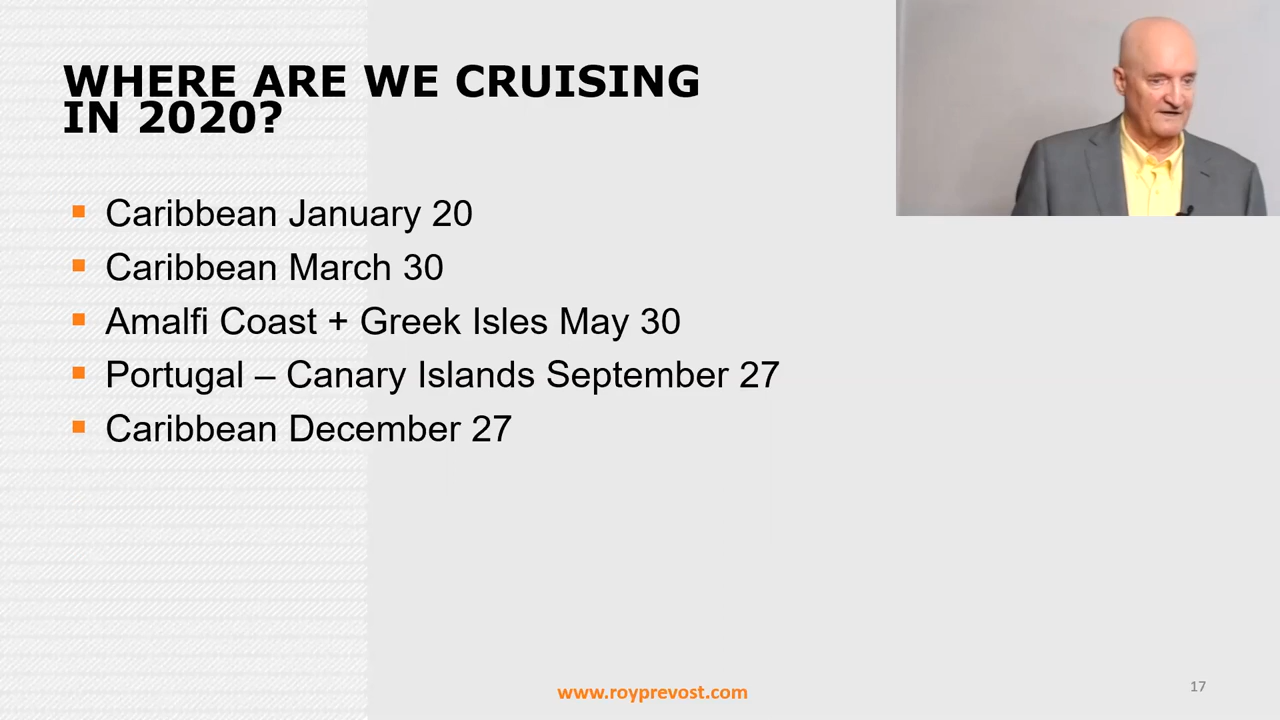 WHERE ARE WE CRUISING
IN 2020?
Caribbean January 20
Caribbean March 30
Amalfi Coast + Greek Isles May 30
Portugal – Canary Islands September 27
Caribbean December 27
www.royprevost.com
17